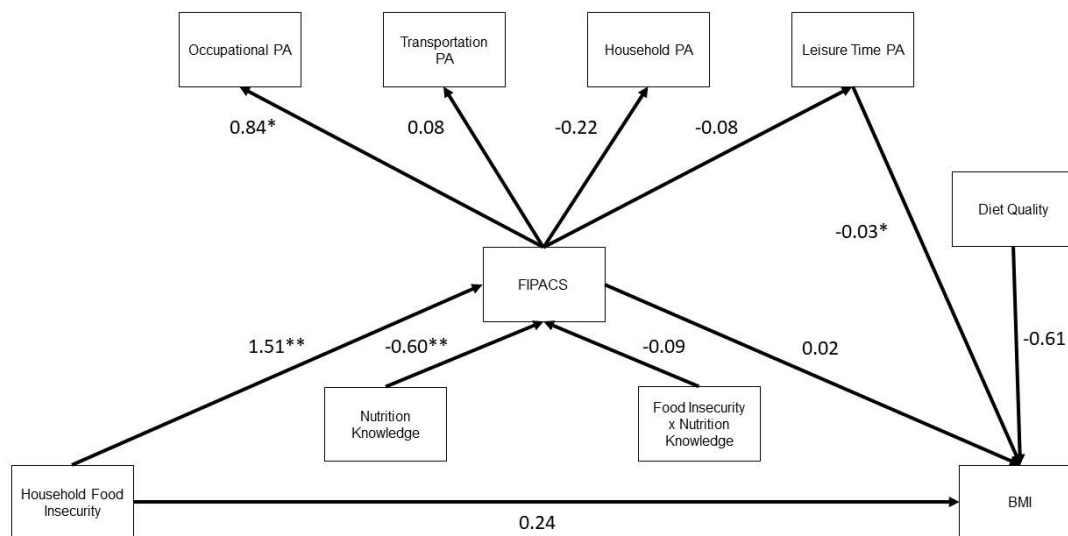 Occupational PA
Transportation
PA
Household PA
Leisure Time PA
0.84*
0.08
-0.22
-0.08
Diet Quality
-0.03*
FIPACS
1.51**
-0.60**
-0.09
0.02
-0.61
Nutrition
Knowledge
Food Insecurity
x Nutrition
Knowledge
Household Food
Insecurity
BMI
0.24